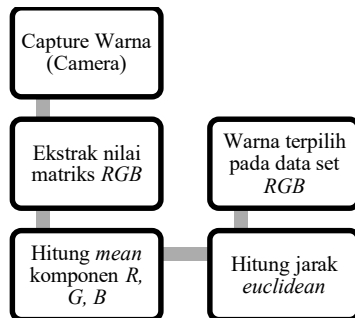 Capture Warna
(Camera)
Ekstrak nilai
matriks RGB
Hitung mean
komponen R,
G, B
Hitung jarak
euclidean
Warna terpilih
pada data set
RGB